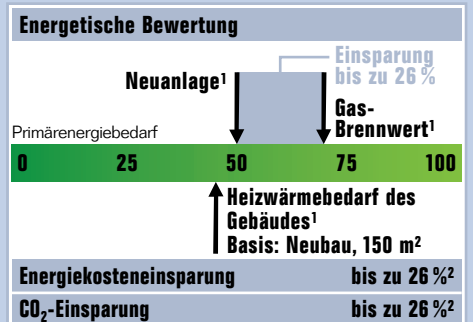 Energetische Bewertung
Einsparung
bis zu 26 %
Neuanlage¹
Gas-
Brennwert¹
Primärenergiebedarf
0 25 50 75 100
Heizwärmebedarf des
Gebäudes¹
Basis: Neubau, 150 m²
Energiekosteneinsparung bis zu 26 %²
CO₂-Einsparung bis zu 26 %²